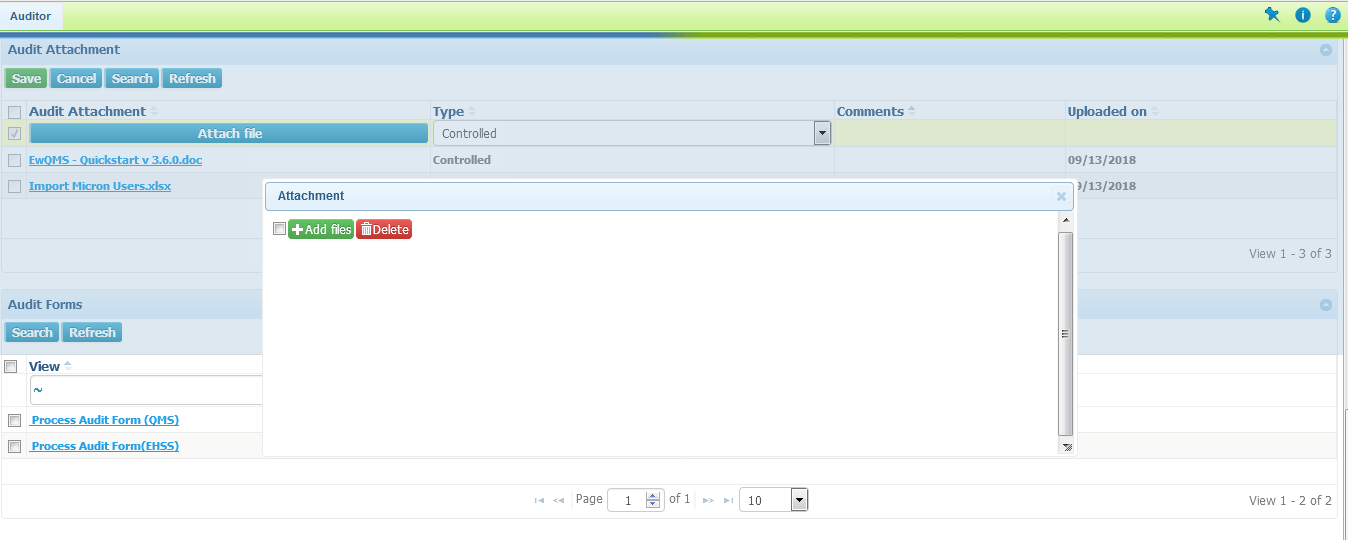 Auditor
Audit Attachment
Save Cancel Search Refresh
Audit Attachment Type Comments Uploaded on
Attach file Controlled
EwQMS - Quickstart v 3.6.0.doc Controlled 09/13/2018
Import Micron Users.xlsx 9/13/2018
Attachment
+Add files Delete
View 1 - 3 of 3
Audit Forms
Search Refresh
View
~
Process Audit Form (QMS)
Process Audit Form(EHSS)
Page 1 of 1 10 View 1 - 2 of 2